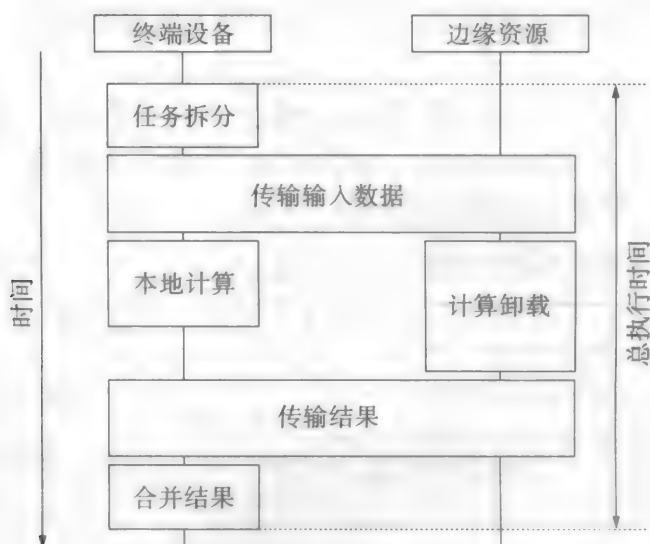 终端设备
边缘资源
任务拆分
传输输入数据
本地计算
计算卸载
时间
总执行时间
传输结果
合并结果